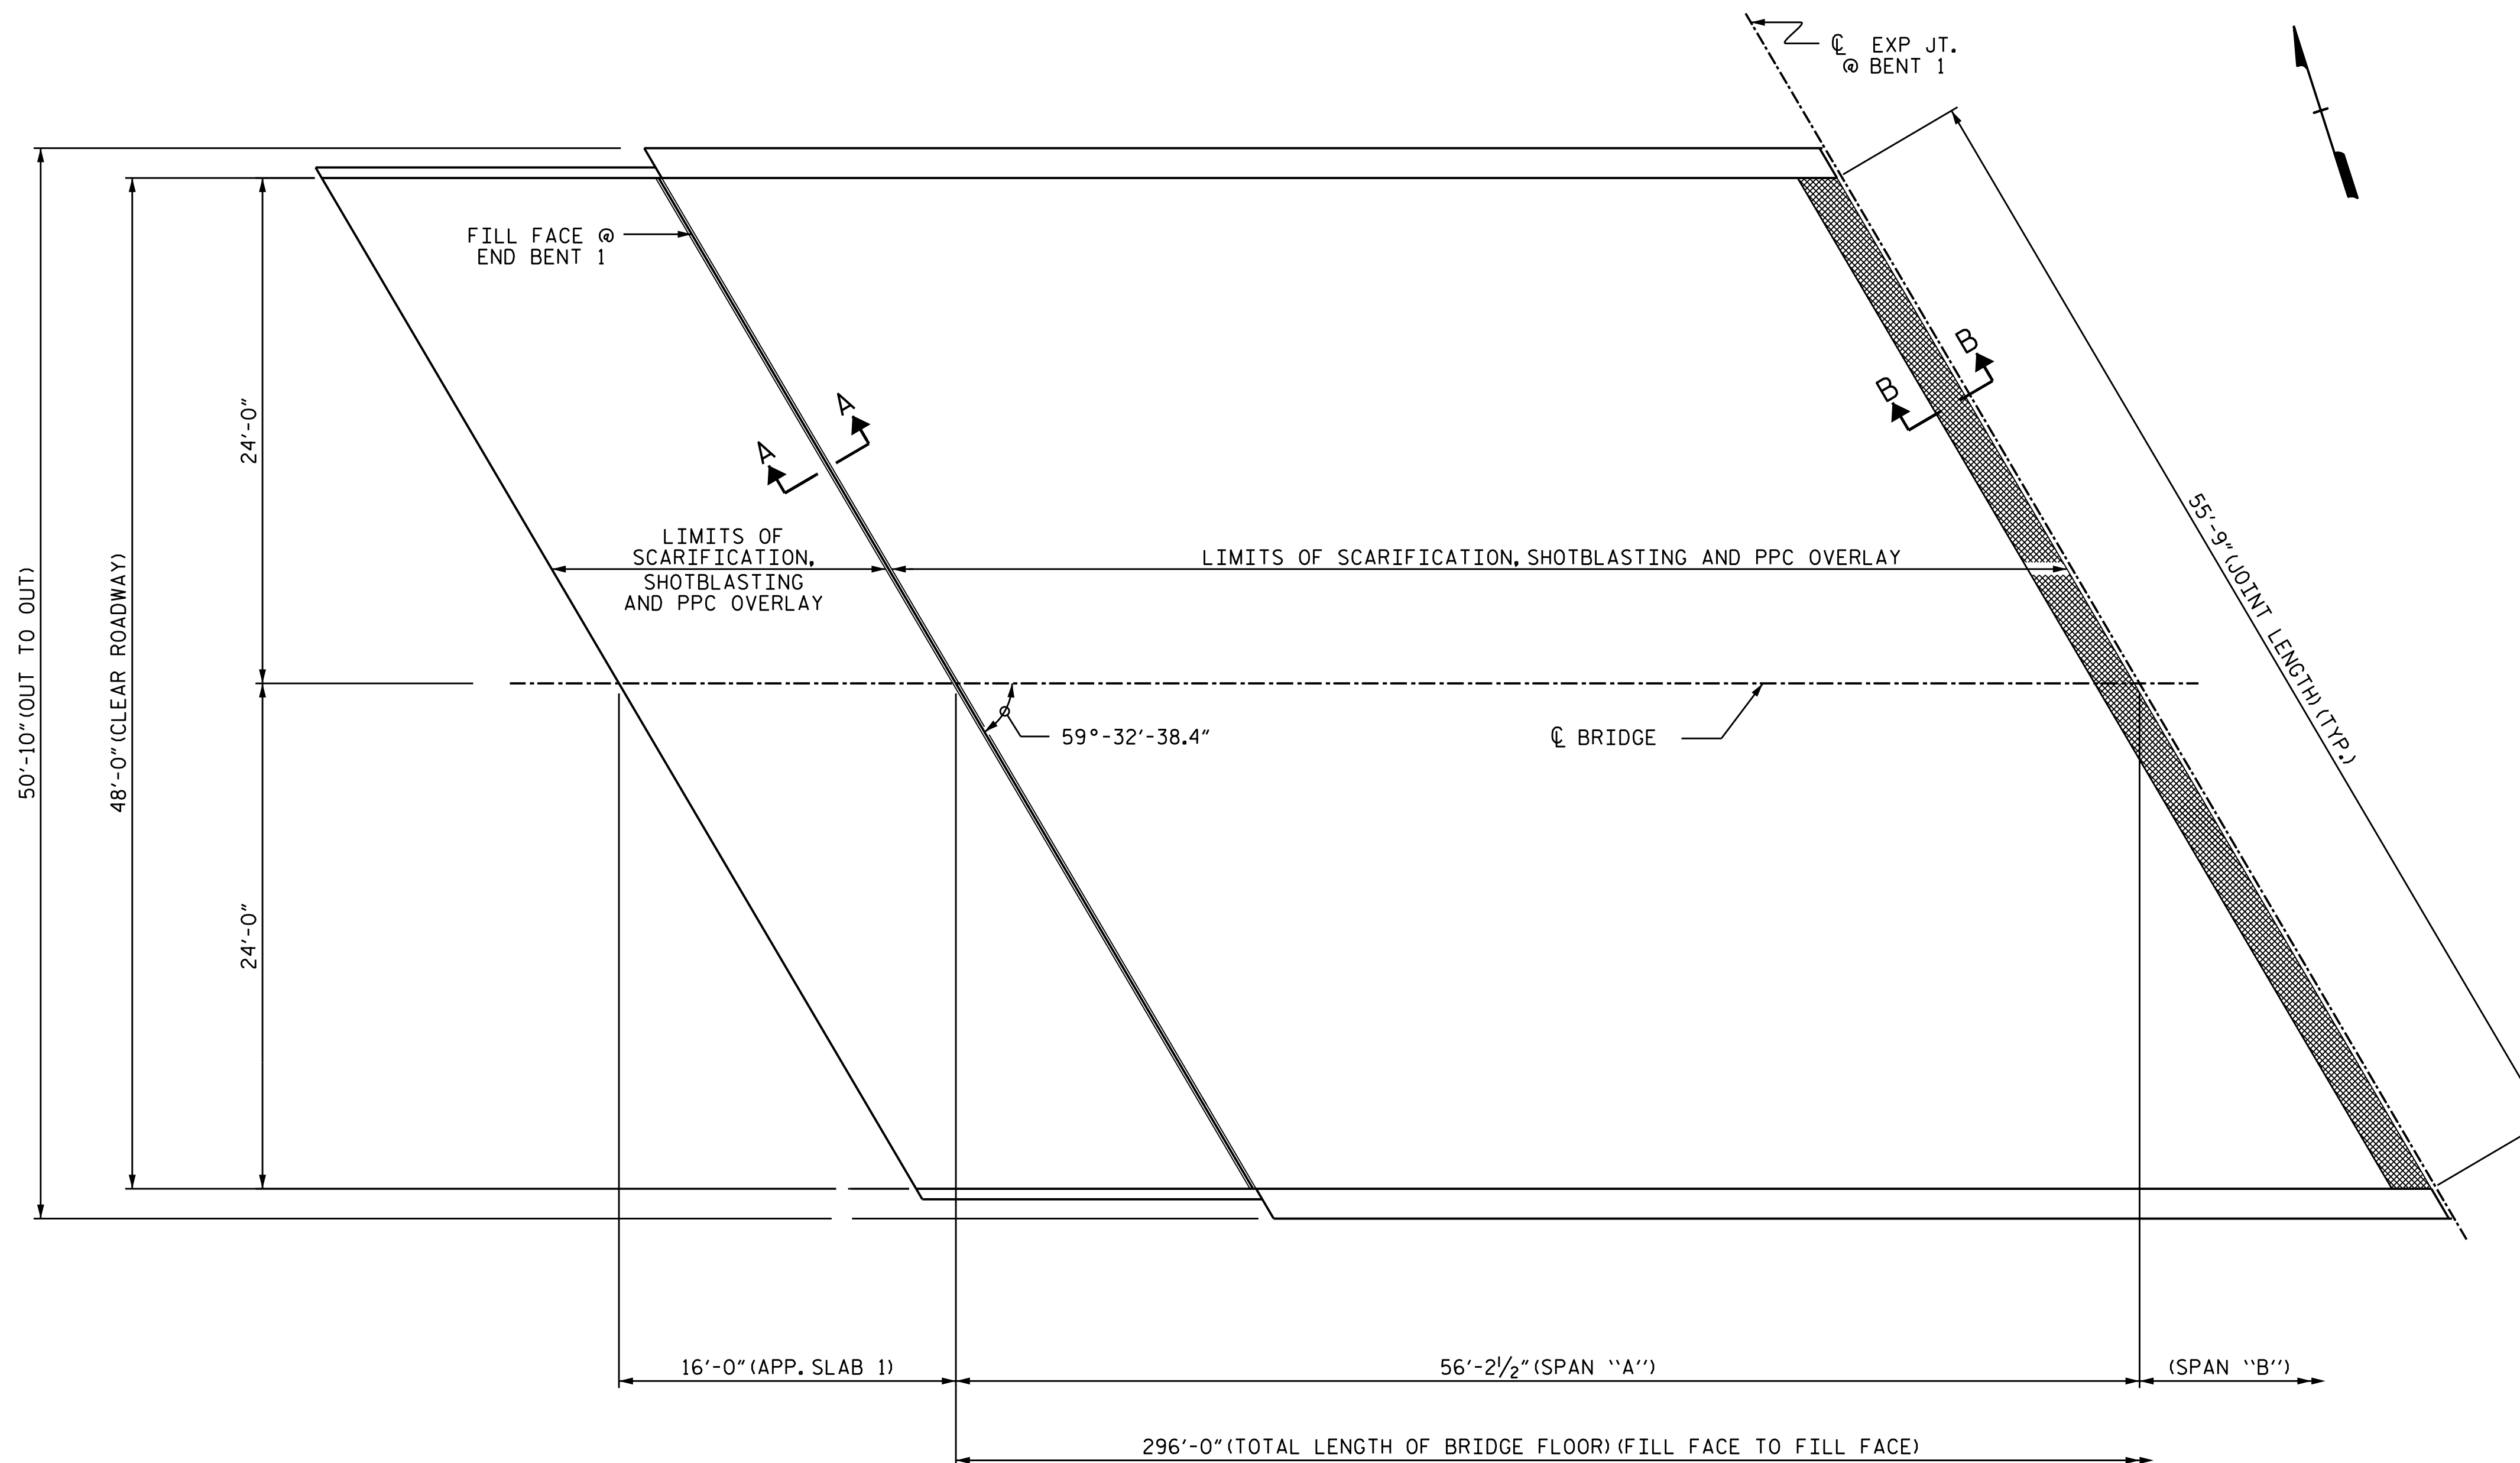 ℄ EXP JT.
@ BENT 1
FILL FACE @
END BENT 1
B
B
A
A
24'-0"
50'-10" (OUT TO OUT)
48'-0" (CLEAR ROADWAY)
LIMITS OF
SCARIFICATION,
SHOTBLASTING
AND PPC OVERLAY
LIMITS OF SCARIFICATION, SHOTBLASTING AND PPC OVERLAY
55'-9" (JOINT LENGTH) (TYP.)
59°-32'-38.4"
℄ BRIDGE
24'-0"
16'-0" (APP. SLAB 1)
56'-2½" (SPAN ``A'')
(SPAN ``B'')
296'-0" (TOTAL LENGTH OF BRIDGE FLOOR) (FILL FACE TO FILL FACE)